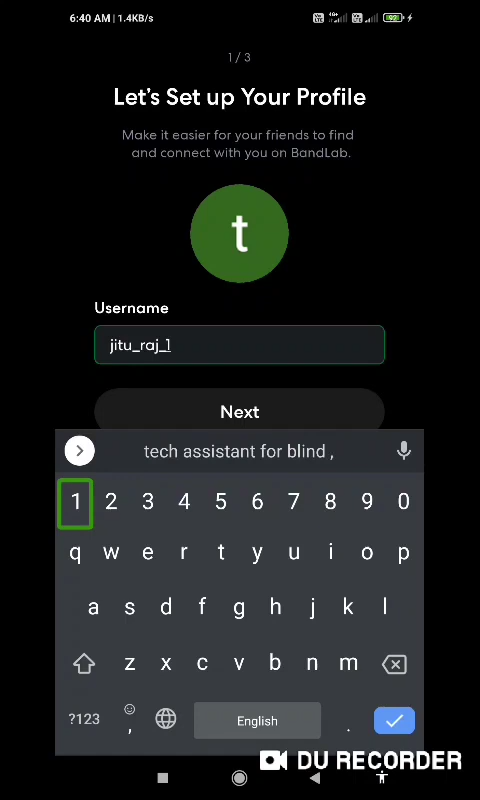 6:40 AM | 1.4KB/s
4G+
92
1 / 3
Let's Set up Your Profile
Make it easier for your friends to find
and connect with you on BandLab.
t
Username
jitu_raj_1
Next
tech assistant for blind ,
1 2 3 4 5 6 7 8 9 0
q w e r t y u i o p
a s d f g h j k l
z x c v b n m
?123 , English .
DU RECORDER